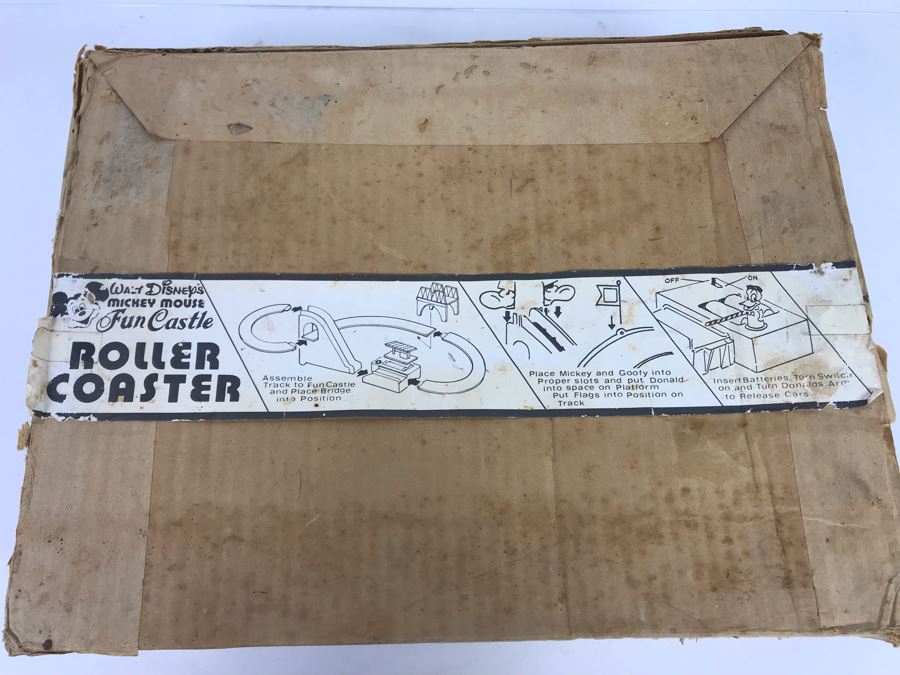 WALT DISNEY'S
MICKEY MOUSE
Fun Castle
ROLLER
COASTER
Assemble
Track to Fun Castle
and Place Bridge
into Position
Place Mickey and Goofy into
Proper slots and put Donald
into space on Platform
Put Flags into Position on
Track
OFF ON
Insert Batteries, Turn Switch
on and Turn Donalds Arm
to Release Cars